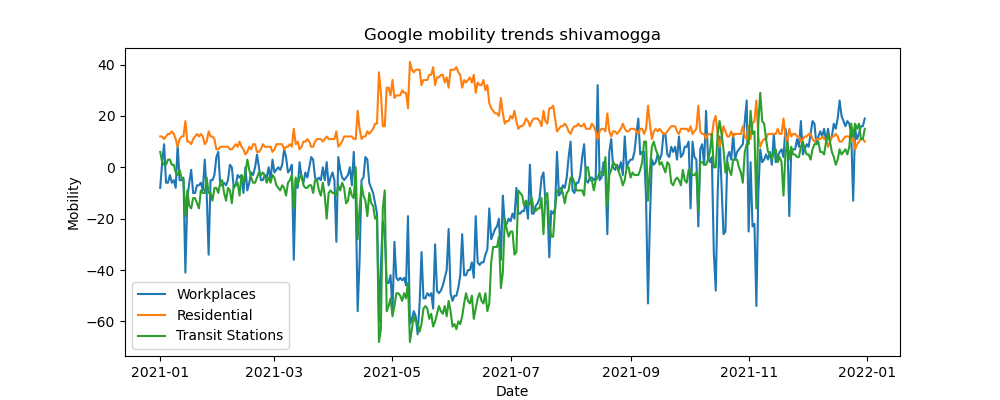 Google mobility trends shivamogga
40
20
0
−20
−40
−60
Mobility
Workplaces
Residential
Transit Stations
2021-01 2021-03 2021-05 2021-07 2021-09 2021-11 2022-01
Date